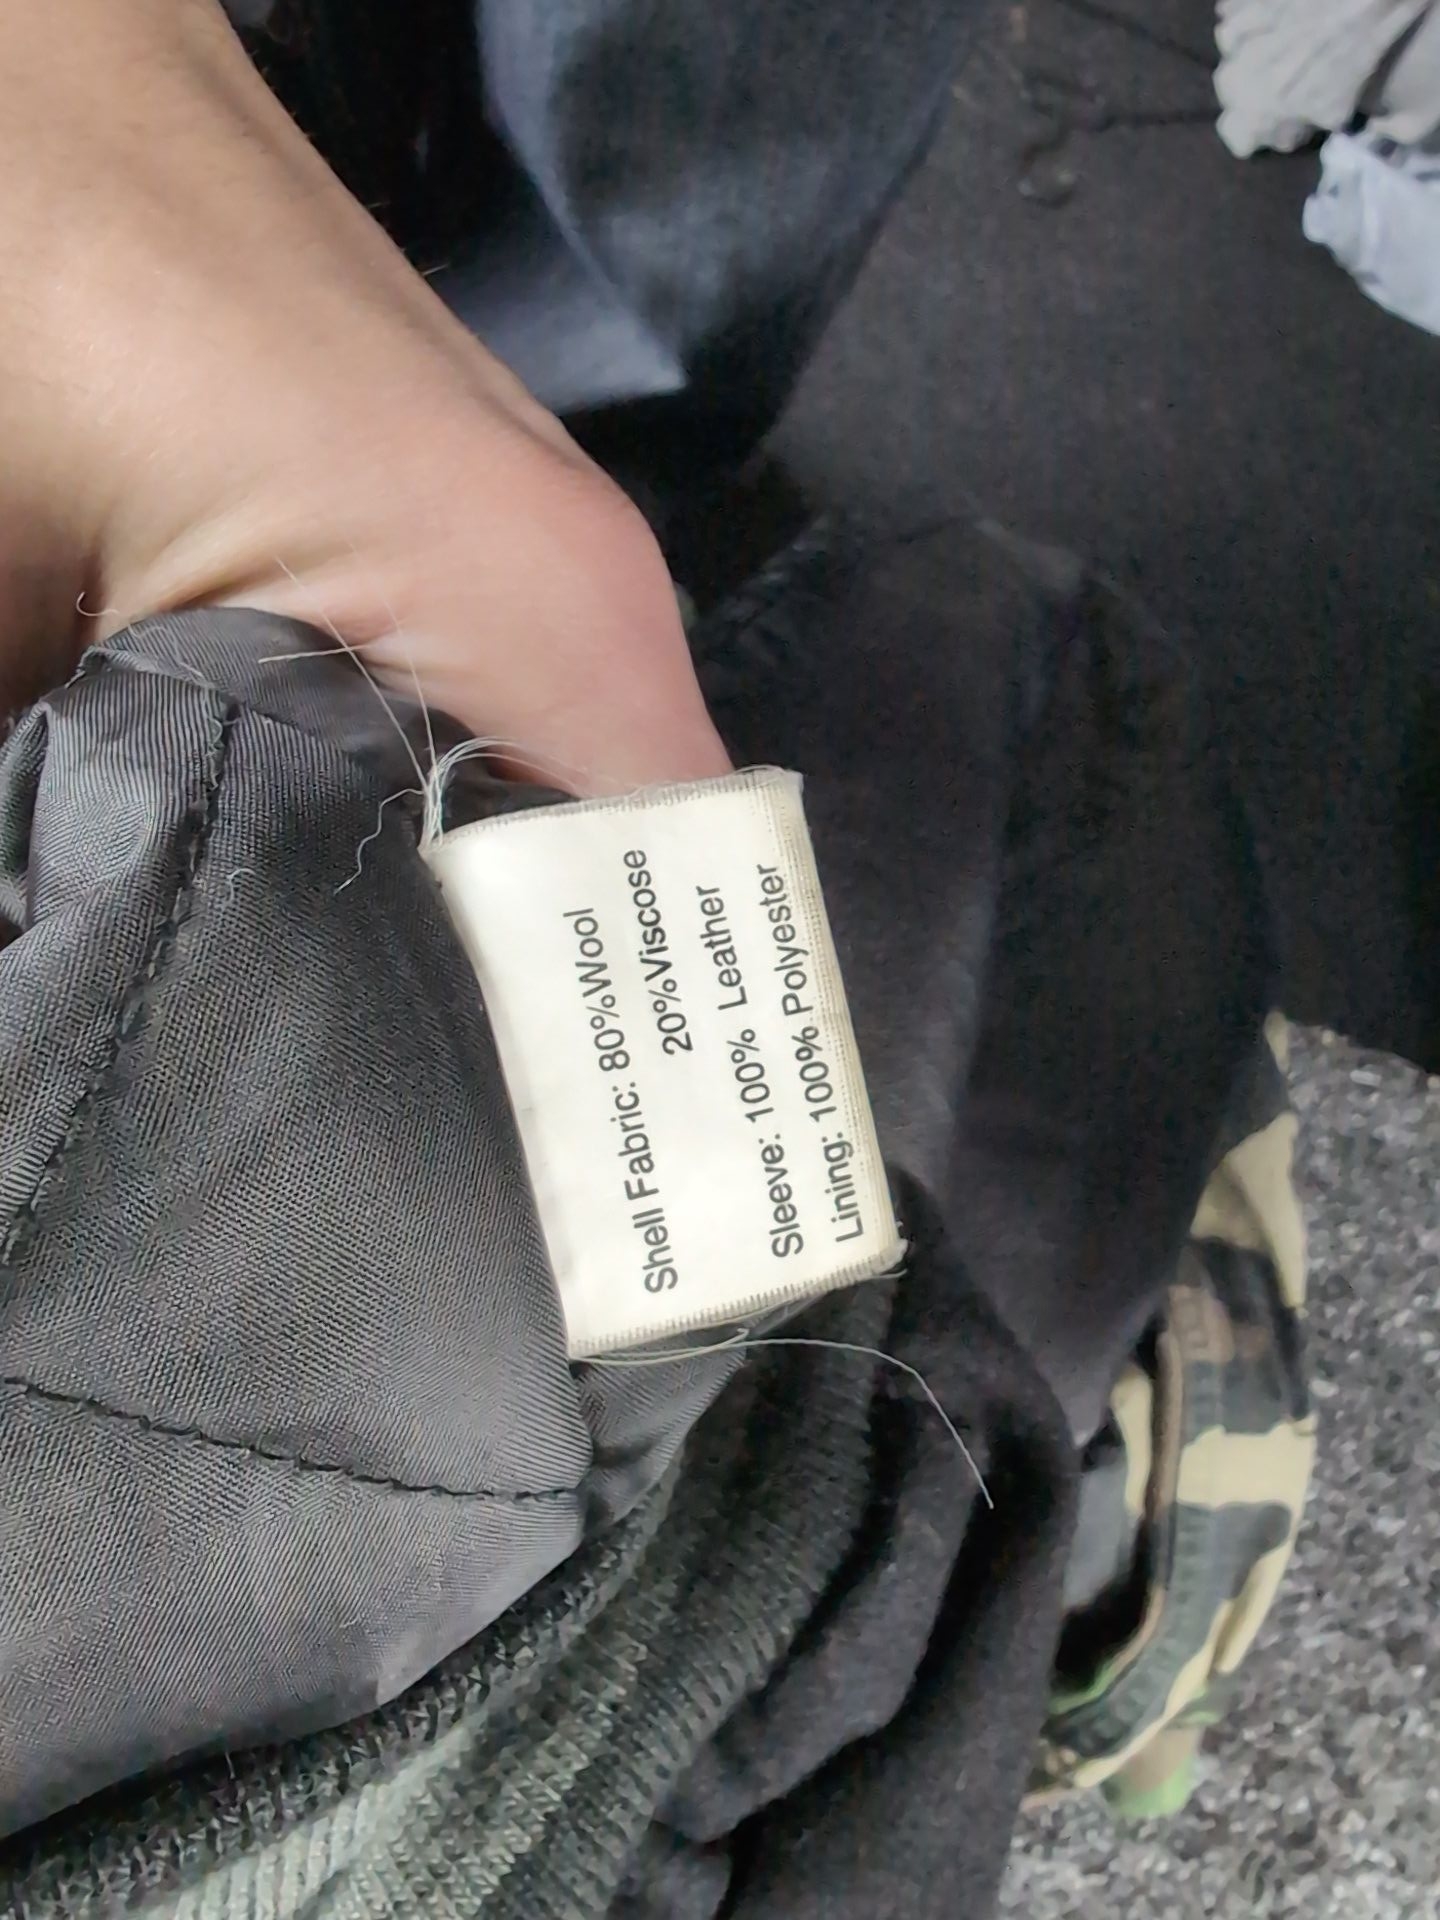 Shell Fabric: 80%Wool
20%Viscose
Sleeve: 100% Leather
Lining: 100% Polyester